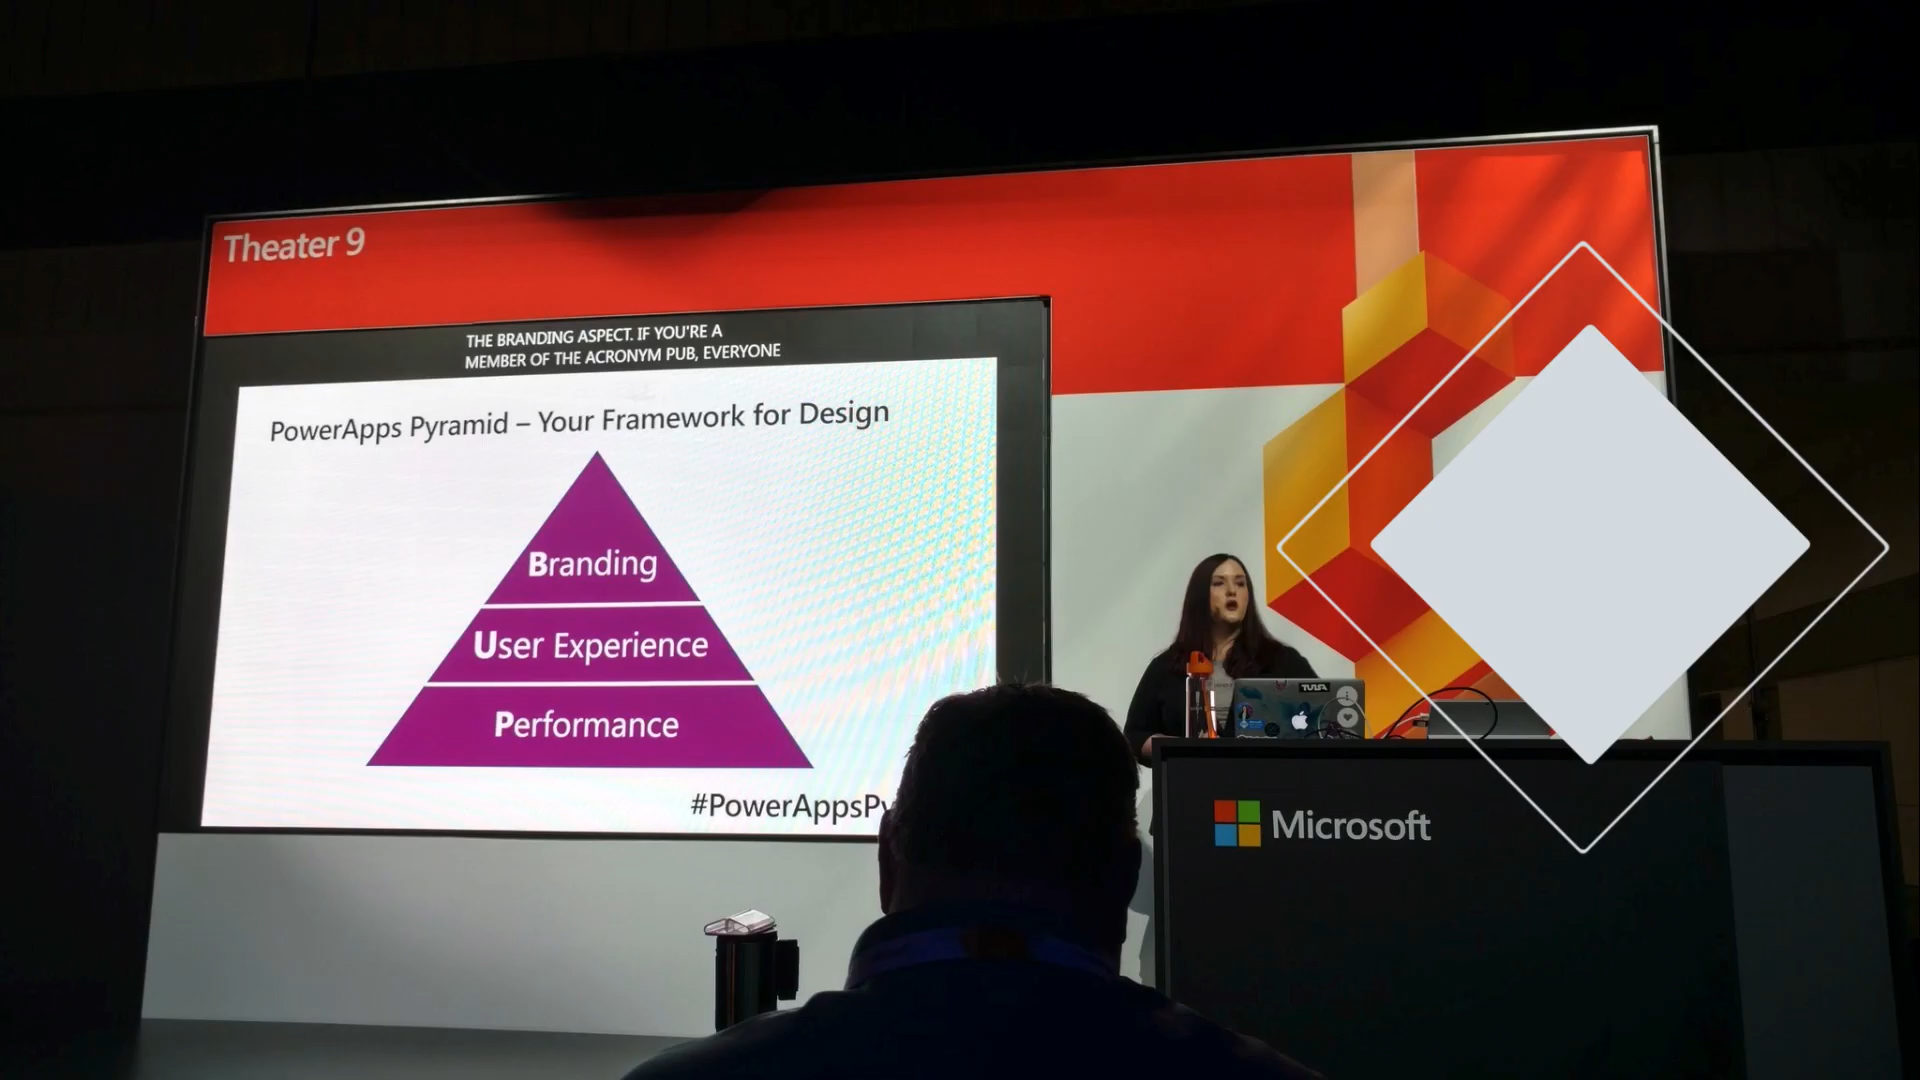 Theater 9
THE BRANDING ASPECT. IF YOU'RE A
MEMBER OF THE ACRONYM PUB, EVERYONE
PowerApps Pyramid – Your Framework for Design
Branding
User Experience
Performance
#PowerAppsPy
TULSA
Microsoft